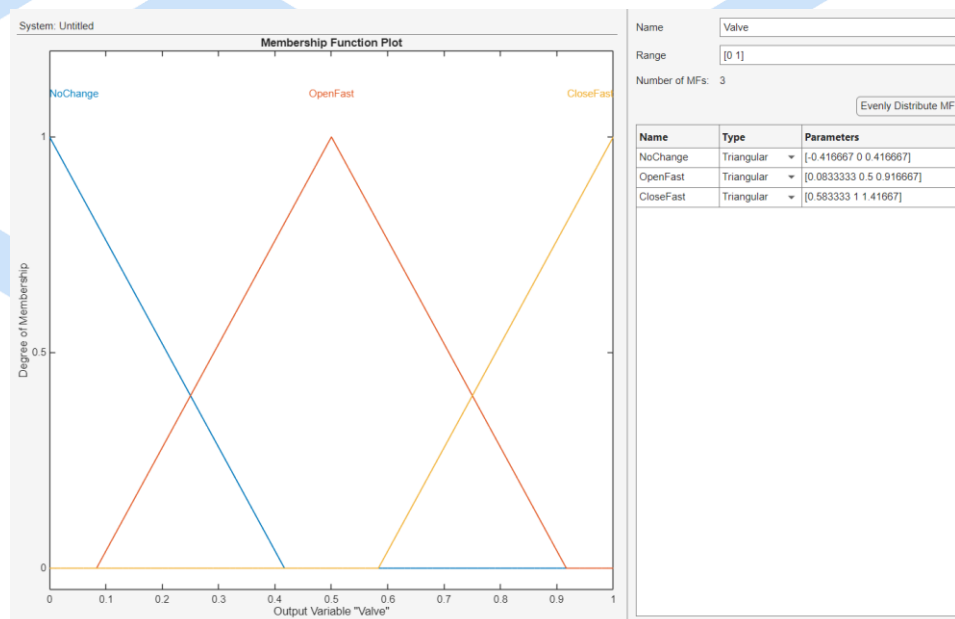 System: Untitled
Membership Function Plot
NoChange OpenFast CloseFast
1
0.5
0
Degree of Membership
0 0.1 0.2 0.3 0.4 0.5 0.6 0.7 0.8 0.9 1
Output Variable "Valve"
Name Valve
Range [0 1]
Number of MFs: 3
Evenly Distribute MF
Name Type Parameters
NoChange Triangular [-0.416667 0 0.416667]
OpenFast Triangular [0.0833333 0.5 0.916667]
CloseFast Triangular [0.583333 1 1.41667]